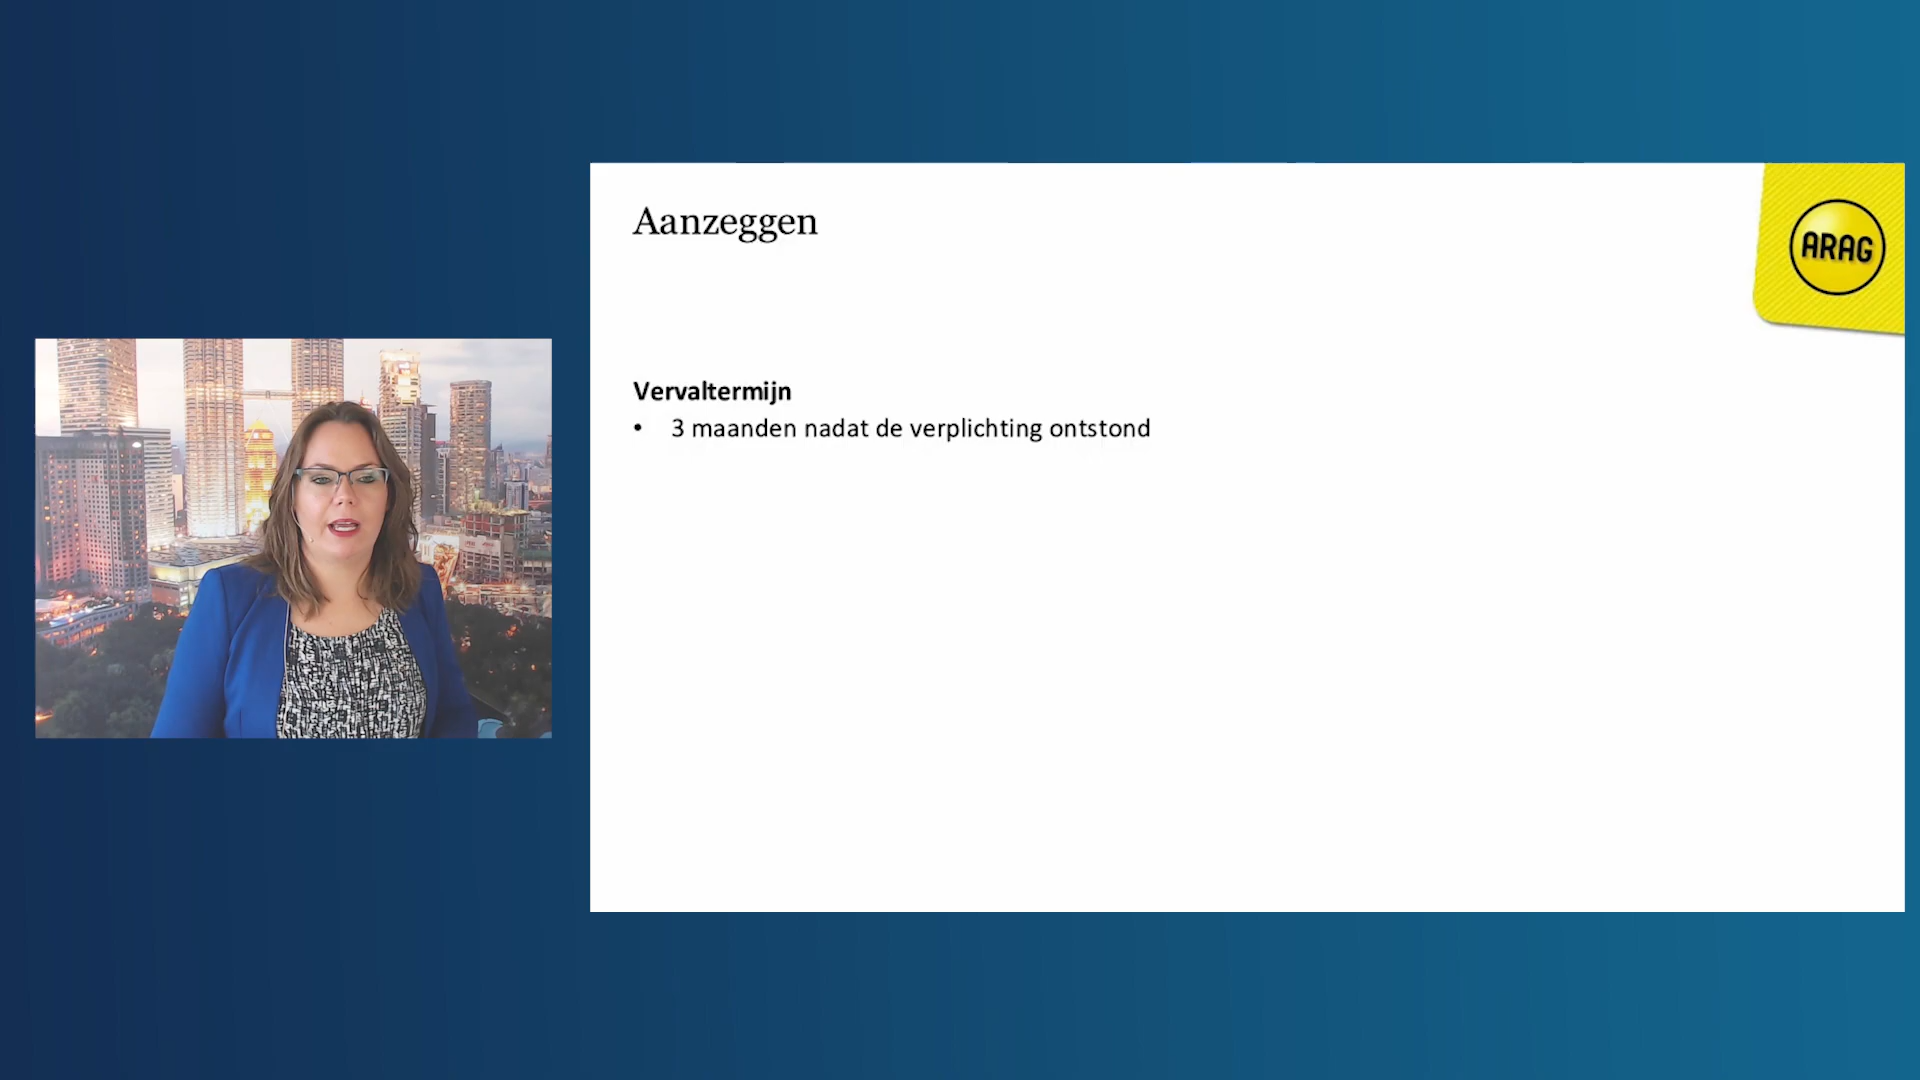 Aanzeggen
ARAG
Vervaltermijn
• 3 maanden nadat de verplichting ontstond